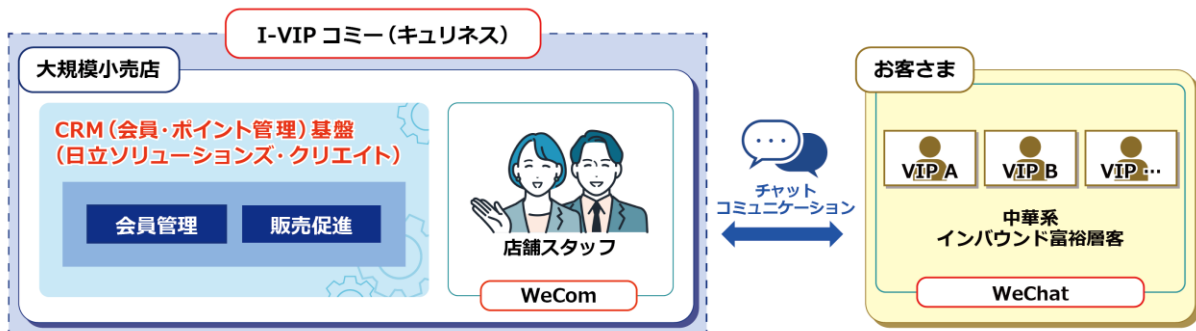 I-VIP コミー(キュリネス)
大規模小売店
CRM(会員・ポイント管理)基盤
(日立ソリューションズ・クリエイト)
会員管理
販売促進
店舗スタッフ
WeCom
チャット
コミュニケーション
お客さま
VIP A
VIP B
VIP …
中華系
インバウンド富裕層客
WeChat